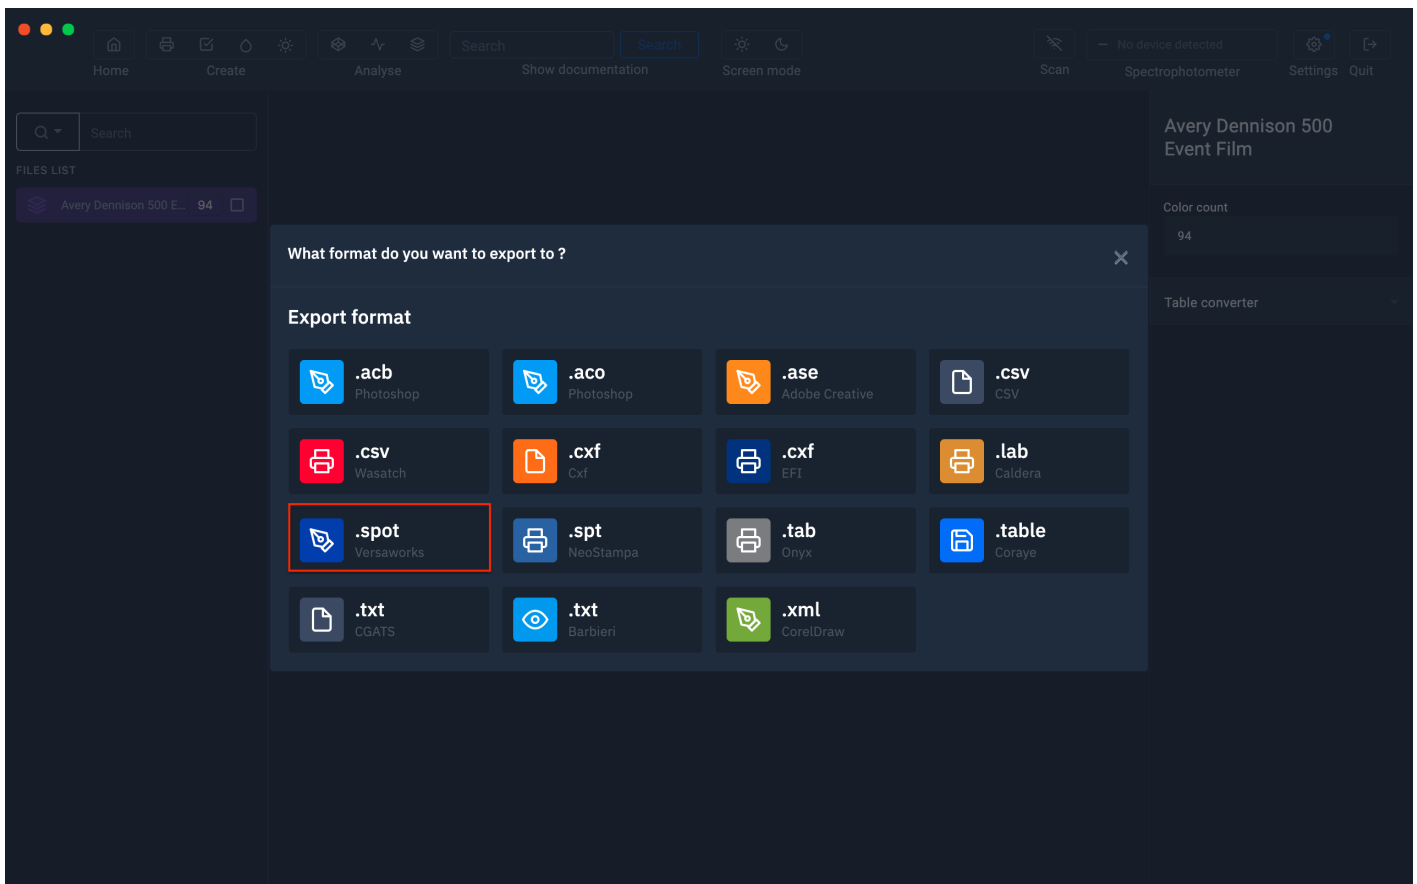 Search
Search
No device detected
Home
Create
Analyse
Show documentation
Screen mode
Scan
Spectrophotometer
Settings
Quit
Search
FILES LIST
Avery Dennison 500 E... 94
Avery Dennison 500
Event Film
Color count
94
Table converter
What format do you want to export to ?
Export format
.acb
Photoshop
.aco
Photoshop
.ase
Adobe Creative
.csv
CSV
.csv
Wasatch
.cxf
Cxf
.cxf
EFI
.lab
Caldera
.spot
Versaworks
.spt
NeoStampa
.tab
Onyx
.table
Coraye
.txt
CGATS
.txt
Barbieri
.xml
CorelDraw